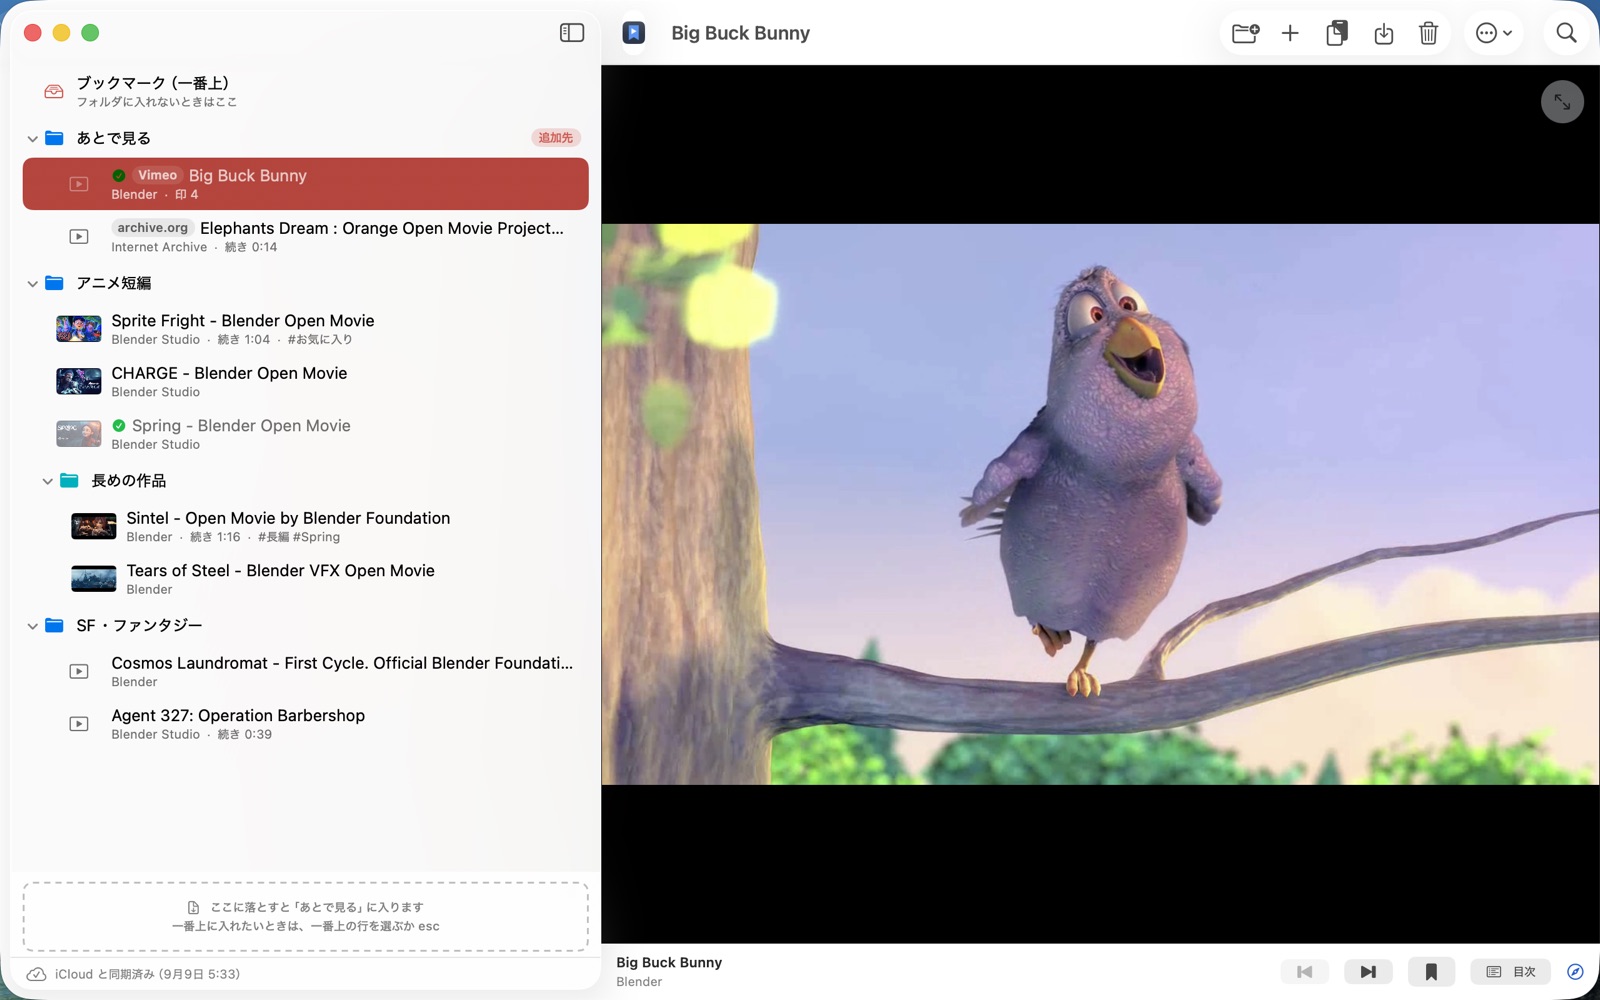 Big Buck Bunny
ブックマーク（一番上）
フォルダに入れないときはここ
あとで見る
追加先
Vimeo Big Buck Bunny
Blender · 印 4
archive.org Elephants Dream : Orange Open Movie Project...
Internet Archive · 続き 0:14
アニメ短編
Sprite Fright - Blender Open Movie
Blender Studio · 続き 1:04 · #お気に入り
CHARGE - Blender Open Movie
Blender Studio
Spring - Blender Open Movie
Blender Studio
長めの作品
Sintel - Open Movie by Blender Foundation
Blender · 続き 1:16 · #長編 #Spring
Tears of Steel - Blender VFX Open Movie
Blender
SF・ファンタジー
Cosmos Laundromat - First Cycle. Official Blender Foundati...
Blender
Agent 327: Operation Barbershop
Blender Studio · 続き 0:39
ここに落とすと「あとで見る」に入ります
一番上に入れたいときは、一番上の行を選ぶか esc
iCloud と同期済み（9月9日 5:33）
Big Buck Bunny
Blender
目次